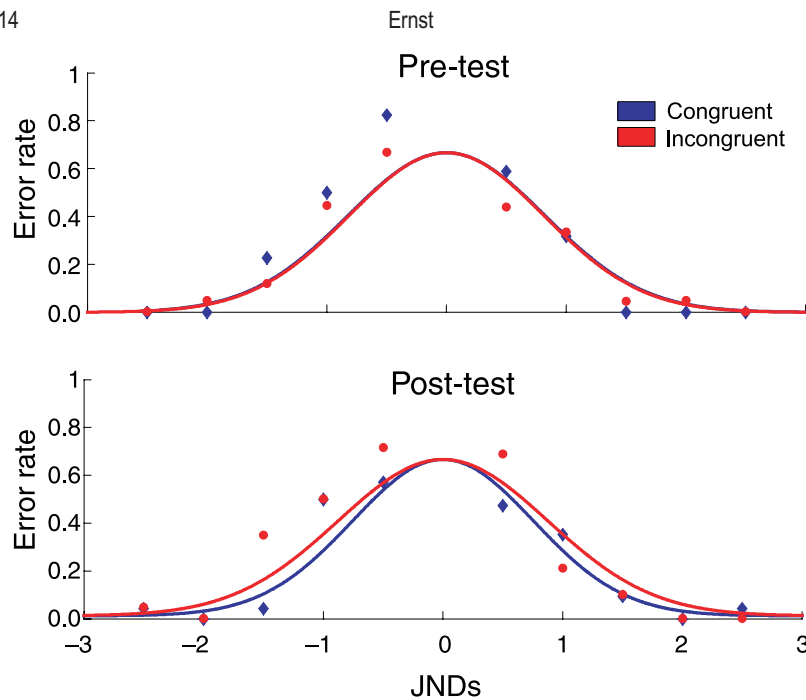 14 Ernst
Pre-test
1
0.8
0.6
0.4
0.2
0.0
Error rate
Congruent
Incongruent
Post-test
1
0.8
0.6
0.4
0.2
0.0
Error rate
−3 −2 −1 0 1 2 3
JNDs